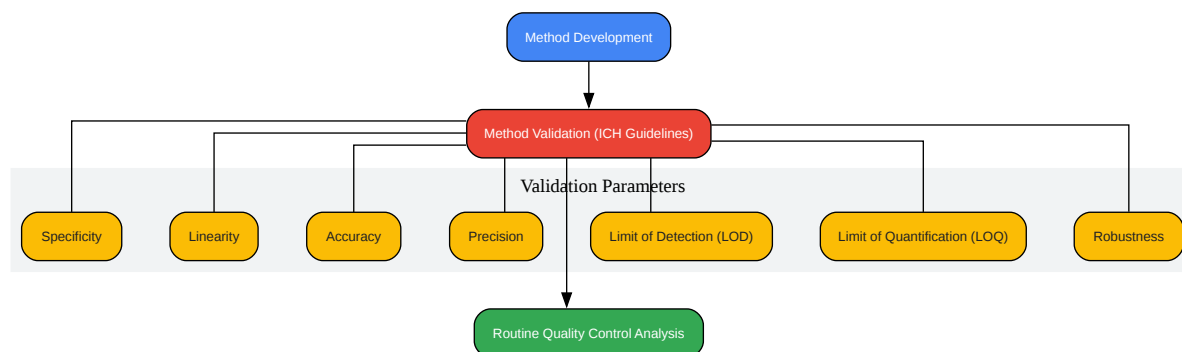 Method Development
Method Validation (ICH Guidelines)
Validation Parameters
Specificity
Linearity
Accuracy
Precision
Limit of Detection (LOD)
Limit of Quantification (LOQ)
Robustness
Routine Quality Control Analysis